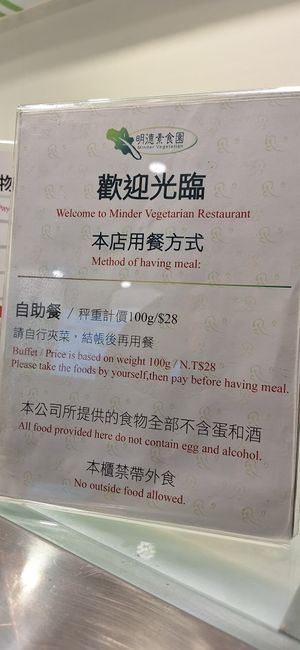 明德素食園
Minder Vegetarian
歡迎光臨
Welcome to Minder Vegetarian Restaurant
本店用餐方式
Method of having meal:
自助餐 / 秤重計價100g/$28
請自行夾菜，結帳後再用餐
Buffet / Price is based on weight 100g / N.T$28
Please take the foods by yourself,then pay before having meal.
本公司所提供的食物全部不含蛋和酒
All food provided here do not contain egg and alcohol.
本櫃禁帶外食
No outside food allowed.
物